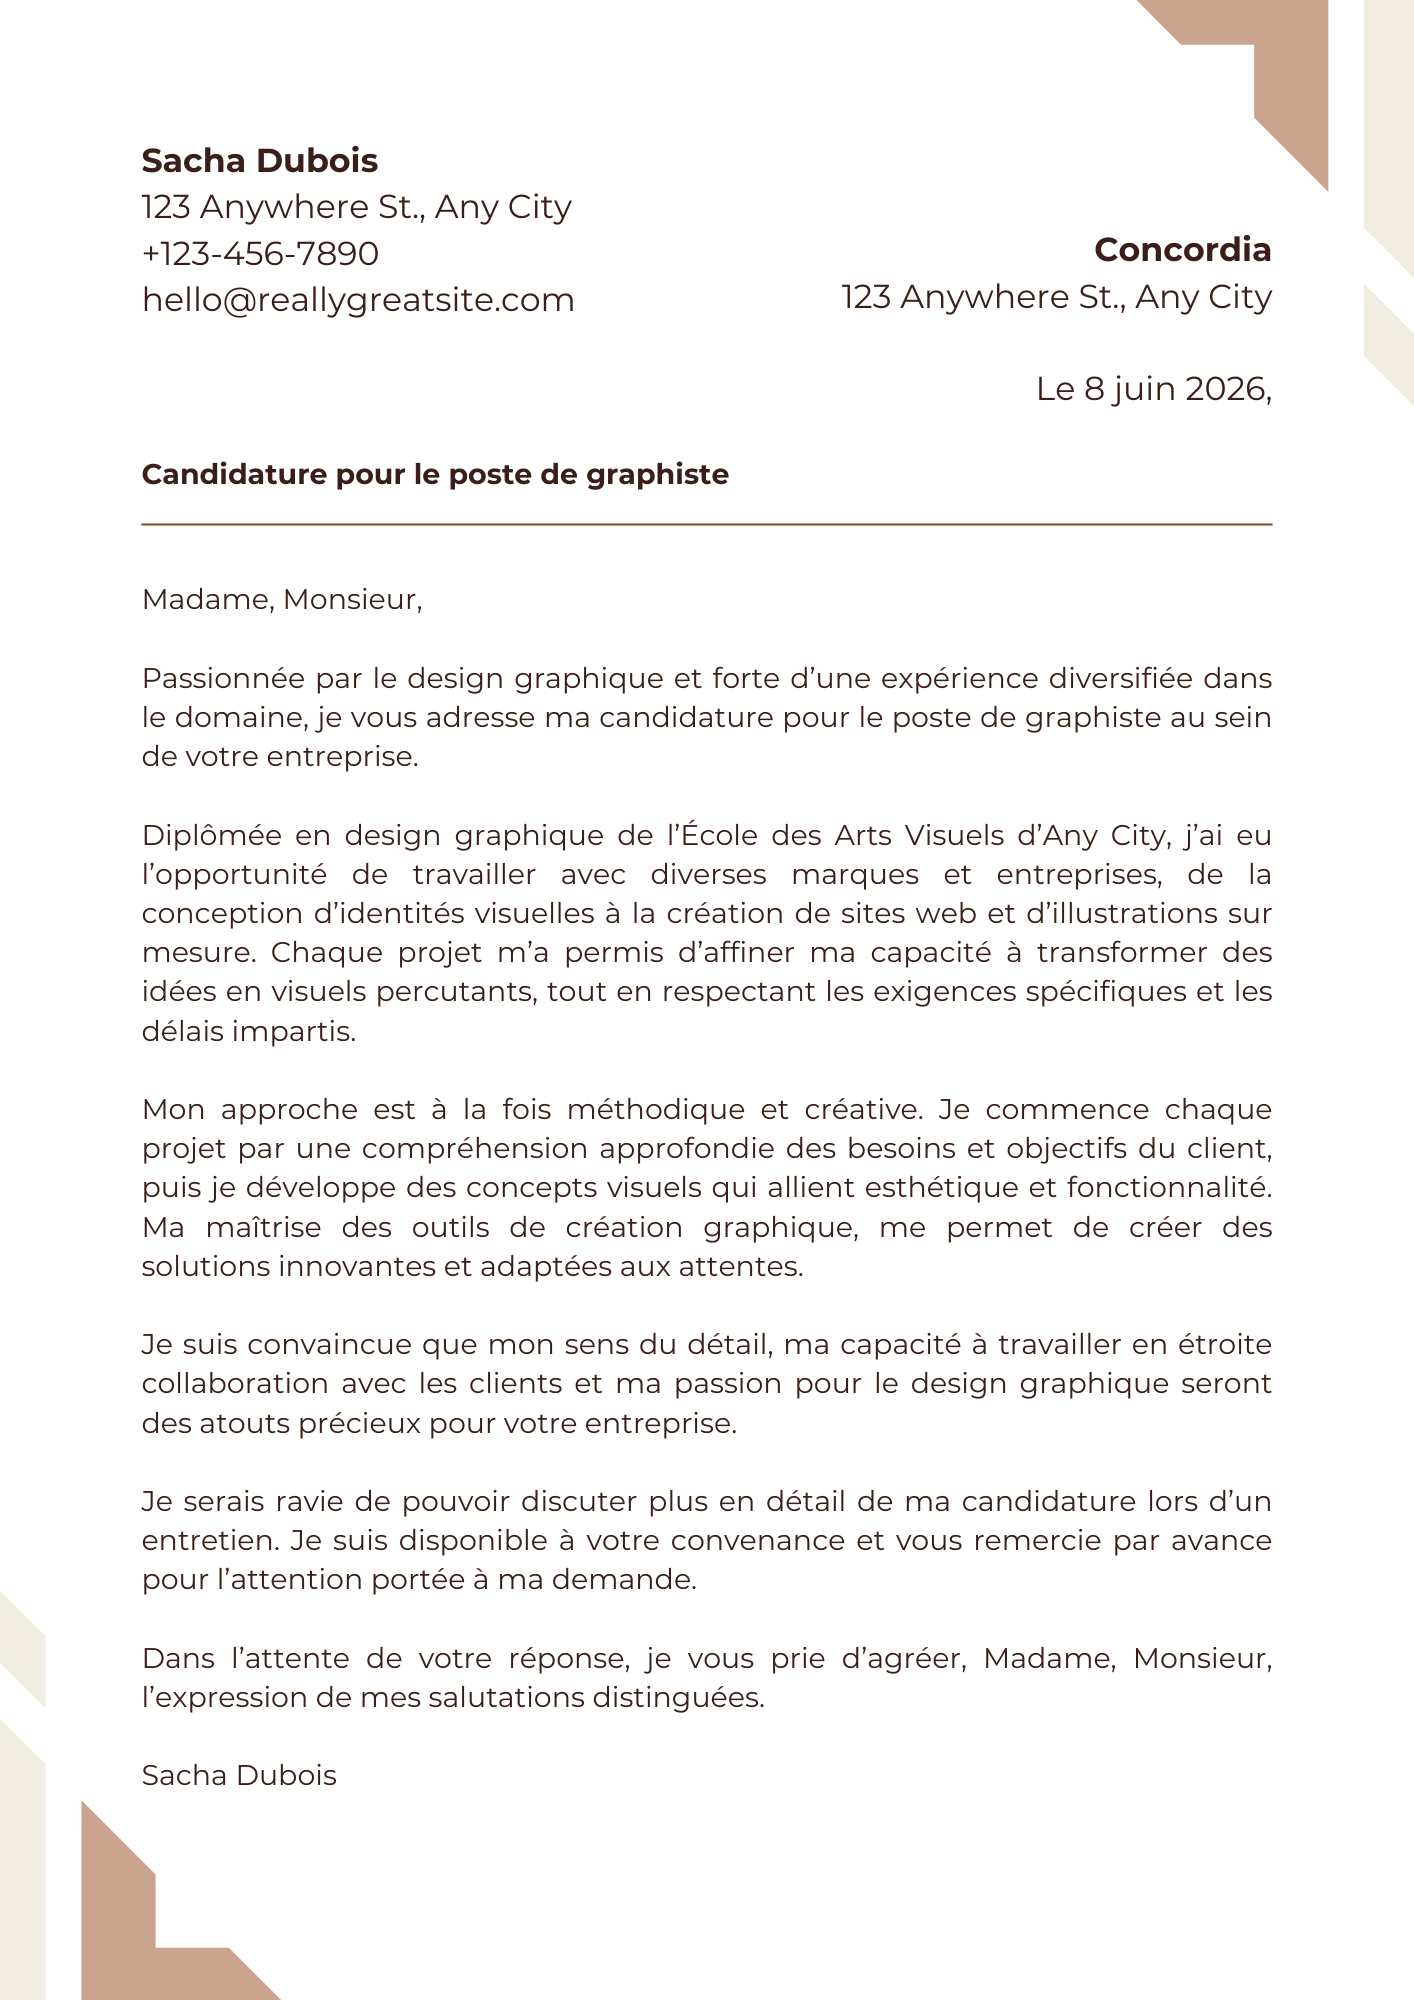 Sacha Dubois
123 Anywhere St., Any City
+123-456-7890
hello@reallygreatsite.com
Concordia
123 Anywhere St., Any City
Le 8 juin 2026,
Candidature pour le poste de graphiste
Madame, Monsieur,
Passionnée par le design graphique et forte d’une expérience diversifiée dans
le domaine, je vous adresse ma candidature pour le poste de graphiste au sein
de votre entreprise.
Diplômée en design graphique de l’École des Arts Visuels d’Any City, j’ai eu
l’opportunité de travailler avec diverses marques et entreprises, de la
conception d’identités visuelles à la création de sites web et d’illustrations sur
mesure. Chaque projet m’a permis d’affiner ma capacité à transformer des
idées en visuels percutants, tout en respectant les exigences spécifiques et les
délais impartis.
Mon approche est à la fois méthodique et créative. Je commence chaque
projet par une compréhension approfondie des besoins et objectifs du client,
puis je développe des concepts visuels qui allient esthétique et fonctionnalité.
Ma maîtrise des outils de création graphique, me permet de créer des
solutions innovantes et adaptées aux attentes.
Je suis convaincue que mon sens du détail, ma capacité à travailler en étroite
collaboration avec les clients et ma passion pour le design graphique seront
des atouts précieux pour votre entreprise.
Je serais ravie de pouvoir discuter plus en détail de ma candidature lors d’un
entretien. Je suis disponible à votre convenance et vous remercie par avance
pour l’attention portée à ma demande.
Dans l’attente de votre réponse, je vous prie d’agréer, Madame, Monsieur,
l’expression de mes salutations distinguées.
Sacha Dubois